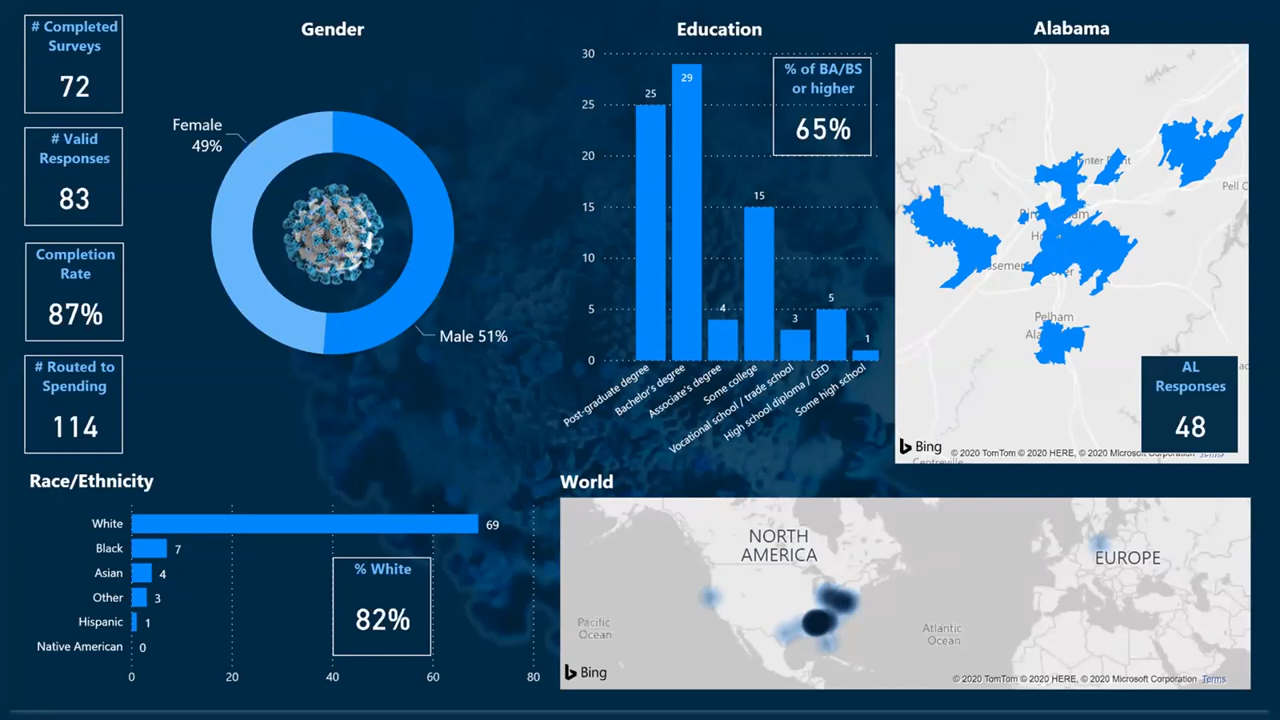 # Completed
Surveys
72
# Valid
Responses
83
Completion
Rate
87%
# Routed to
Spending
114
Gender
Female
49%
Male 51%
Education
30
25
20
15
10
5
0
25
29
4
15
3
5
1
Post-graduate degree
Bachelor's degree
Associate's degree
Some college
Vocational school / trade school
High school diploma / GED
Some high school
% of BA/BS
or higher
65%
Alabama
Pell C
Pelham
AL
Responses
48
Bing
© 2020 TomTom © 2020 HERE, © 2020 Microsoft Corporation Terms
Race/Ethnicity
White 69
Black 7
Asian 4
Other 3
Hispanic 1
Native American 0
0 20 40 60 80
% White
82%
World
NORTH
AMERICA
EUROPE
Pacific
Ocean
Atlantic
Ocean
Bing
© 2020 TomTom © 2020 HERE, © 2020 Microsoft Corporation Terms